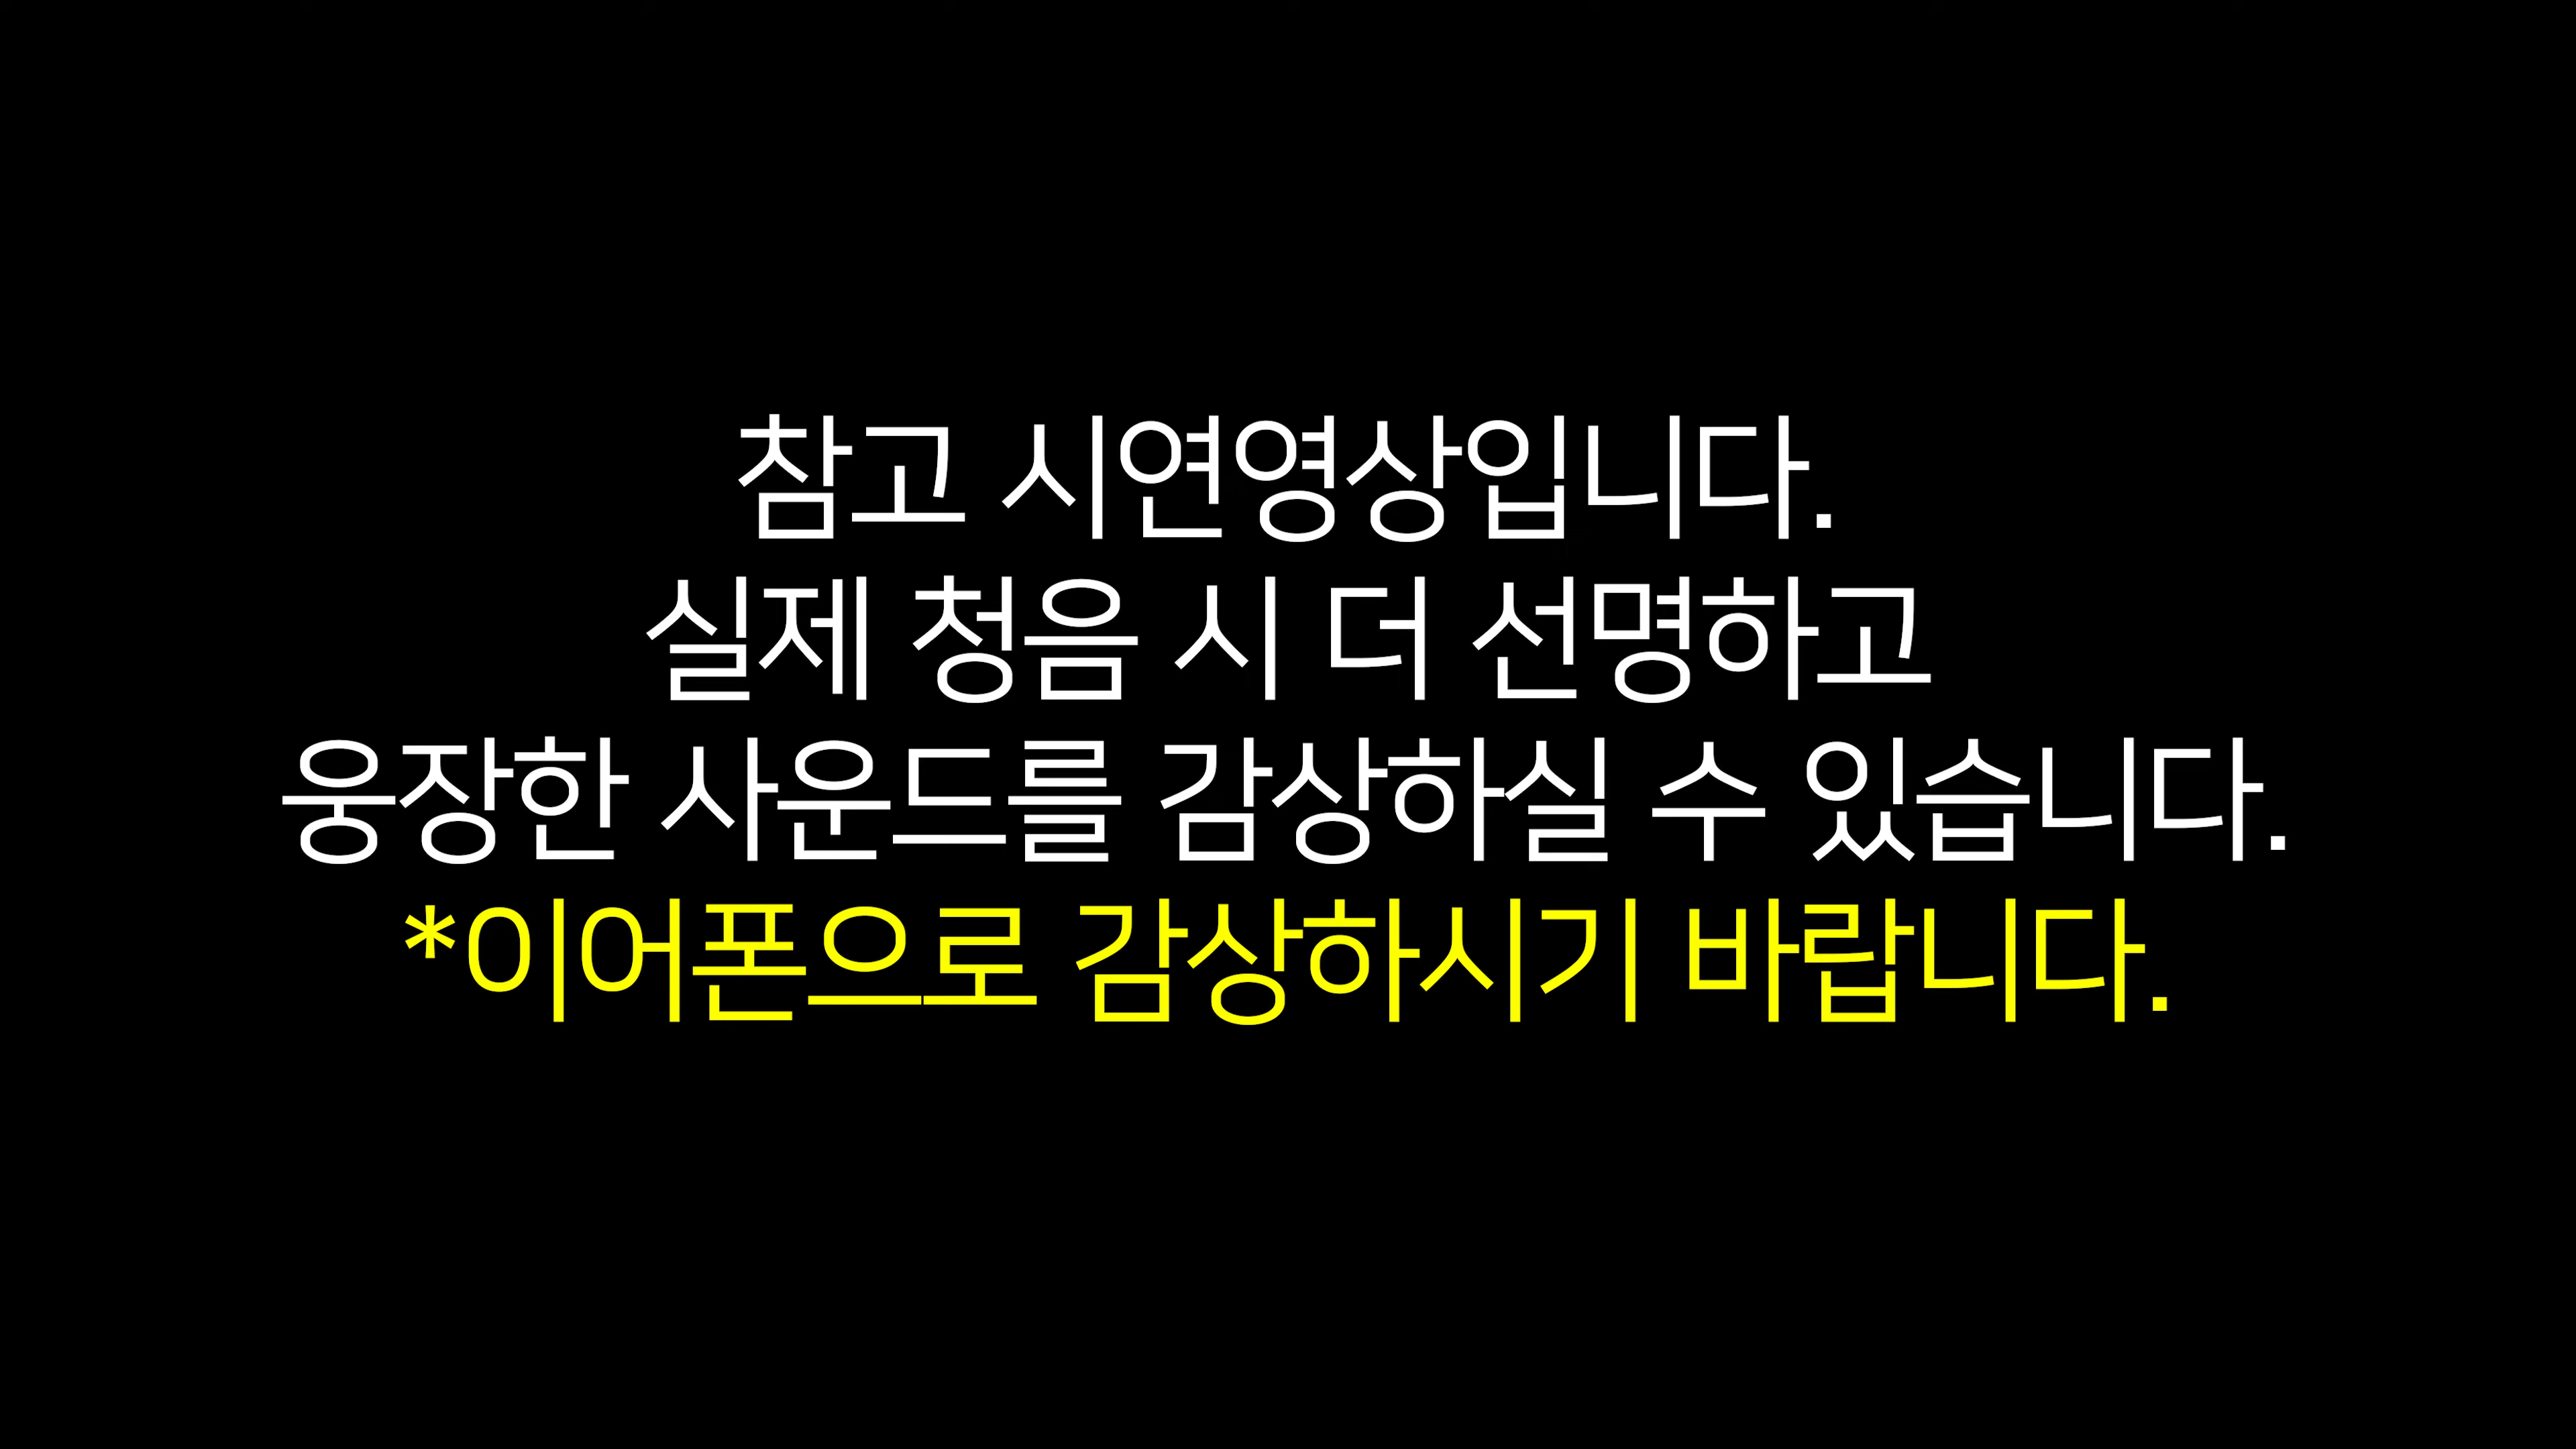 참고 시연영상입니다.
실제 청음 시 더 선명하고
웅장한 사운드를 감상하실 수 있습니다.
*이어폰으로 감상하시기 바랍니다.